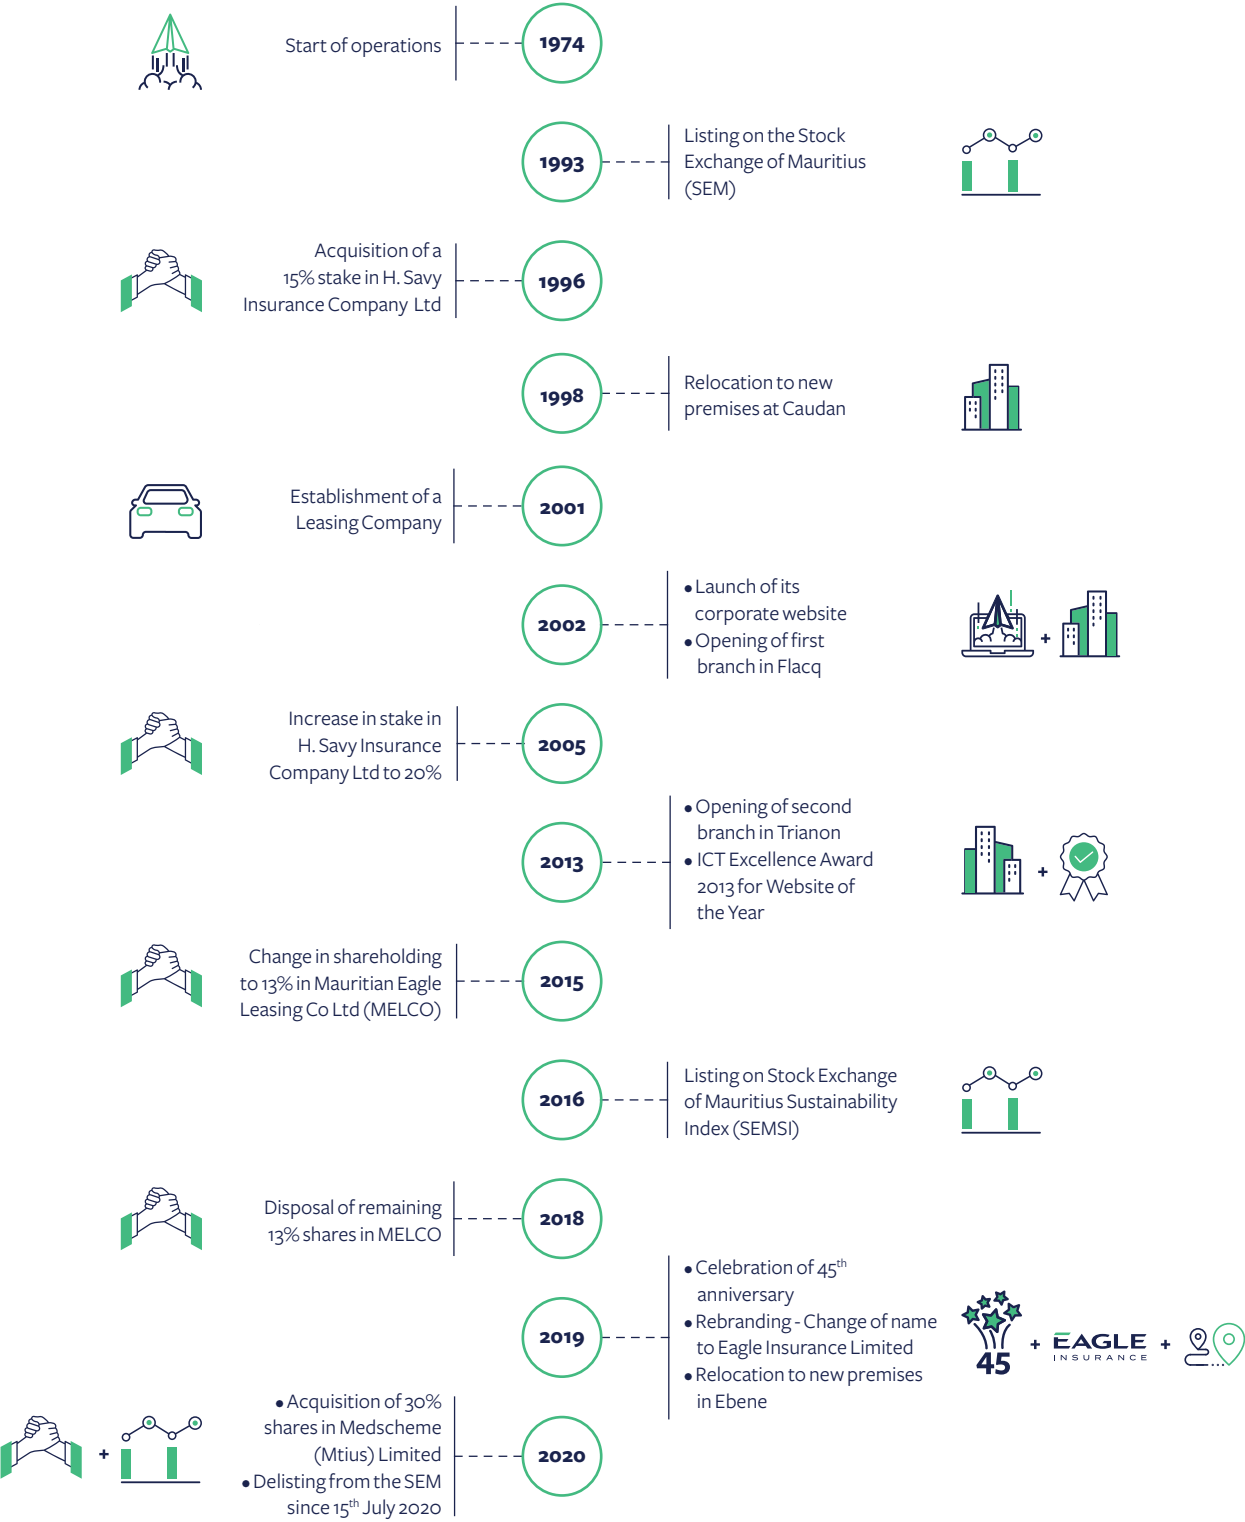 Start of operations
1974
1993
Listing on the Stock
Exchange of Mauritius
(SEM)
Acquisition of a
15% stake in H. Savy
Insurance Company Ltd
1996
1998
Relocation to new
premises at Caudan
Establishment of a
Leasing Company
2001
2002
• Launch of its
corporate website
• Opening of first
branch in Flacq
+
Increase in stake in
H. Savy Insurance
Company Ltd to 20%
2005
2013
• Opening of second
branch in Trianon
• ICT Excellence Award
2013 for Website of
the Year
+
Change in shareholding
to 13% in Mauritian Eagle
Leasing Co Ltd (MELCO)
2015
2016
Listing on Stock Exchange
of Mauritius Sustainability
Index (SEMSI)
Disposal of remaining
13% shares in MELCO
2018
2019
• Celebration of 45th
anniversary
• Rebranding - Change of name
to Eagle Insurance Limited
• Relocation to new premises
in Ebene
45
+
EAGLE
INSURANCE
+
+
• Acquisition of 30%
shares in Medscheme
(Mtius) Limited
• Delisting from the SEM
since 15th July 2020
2020